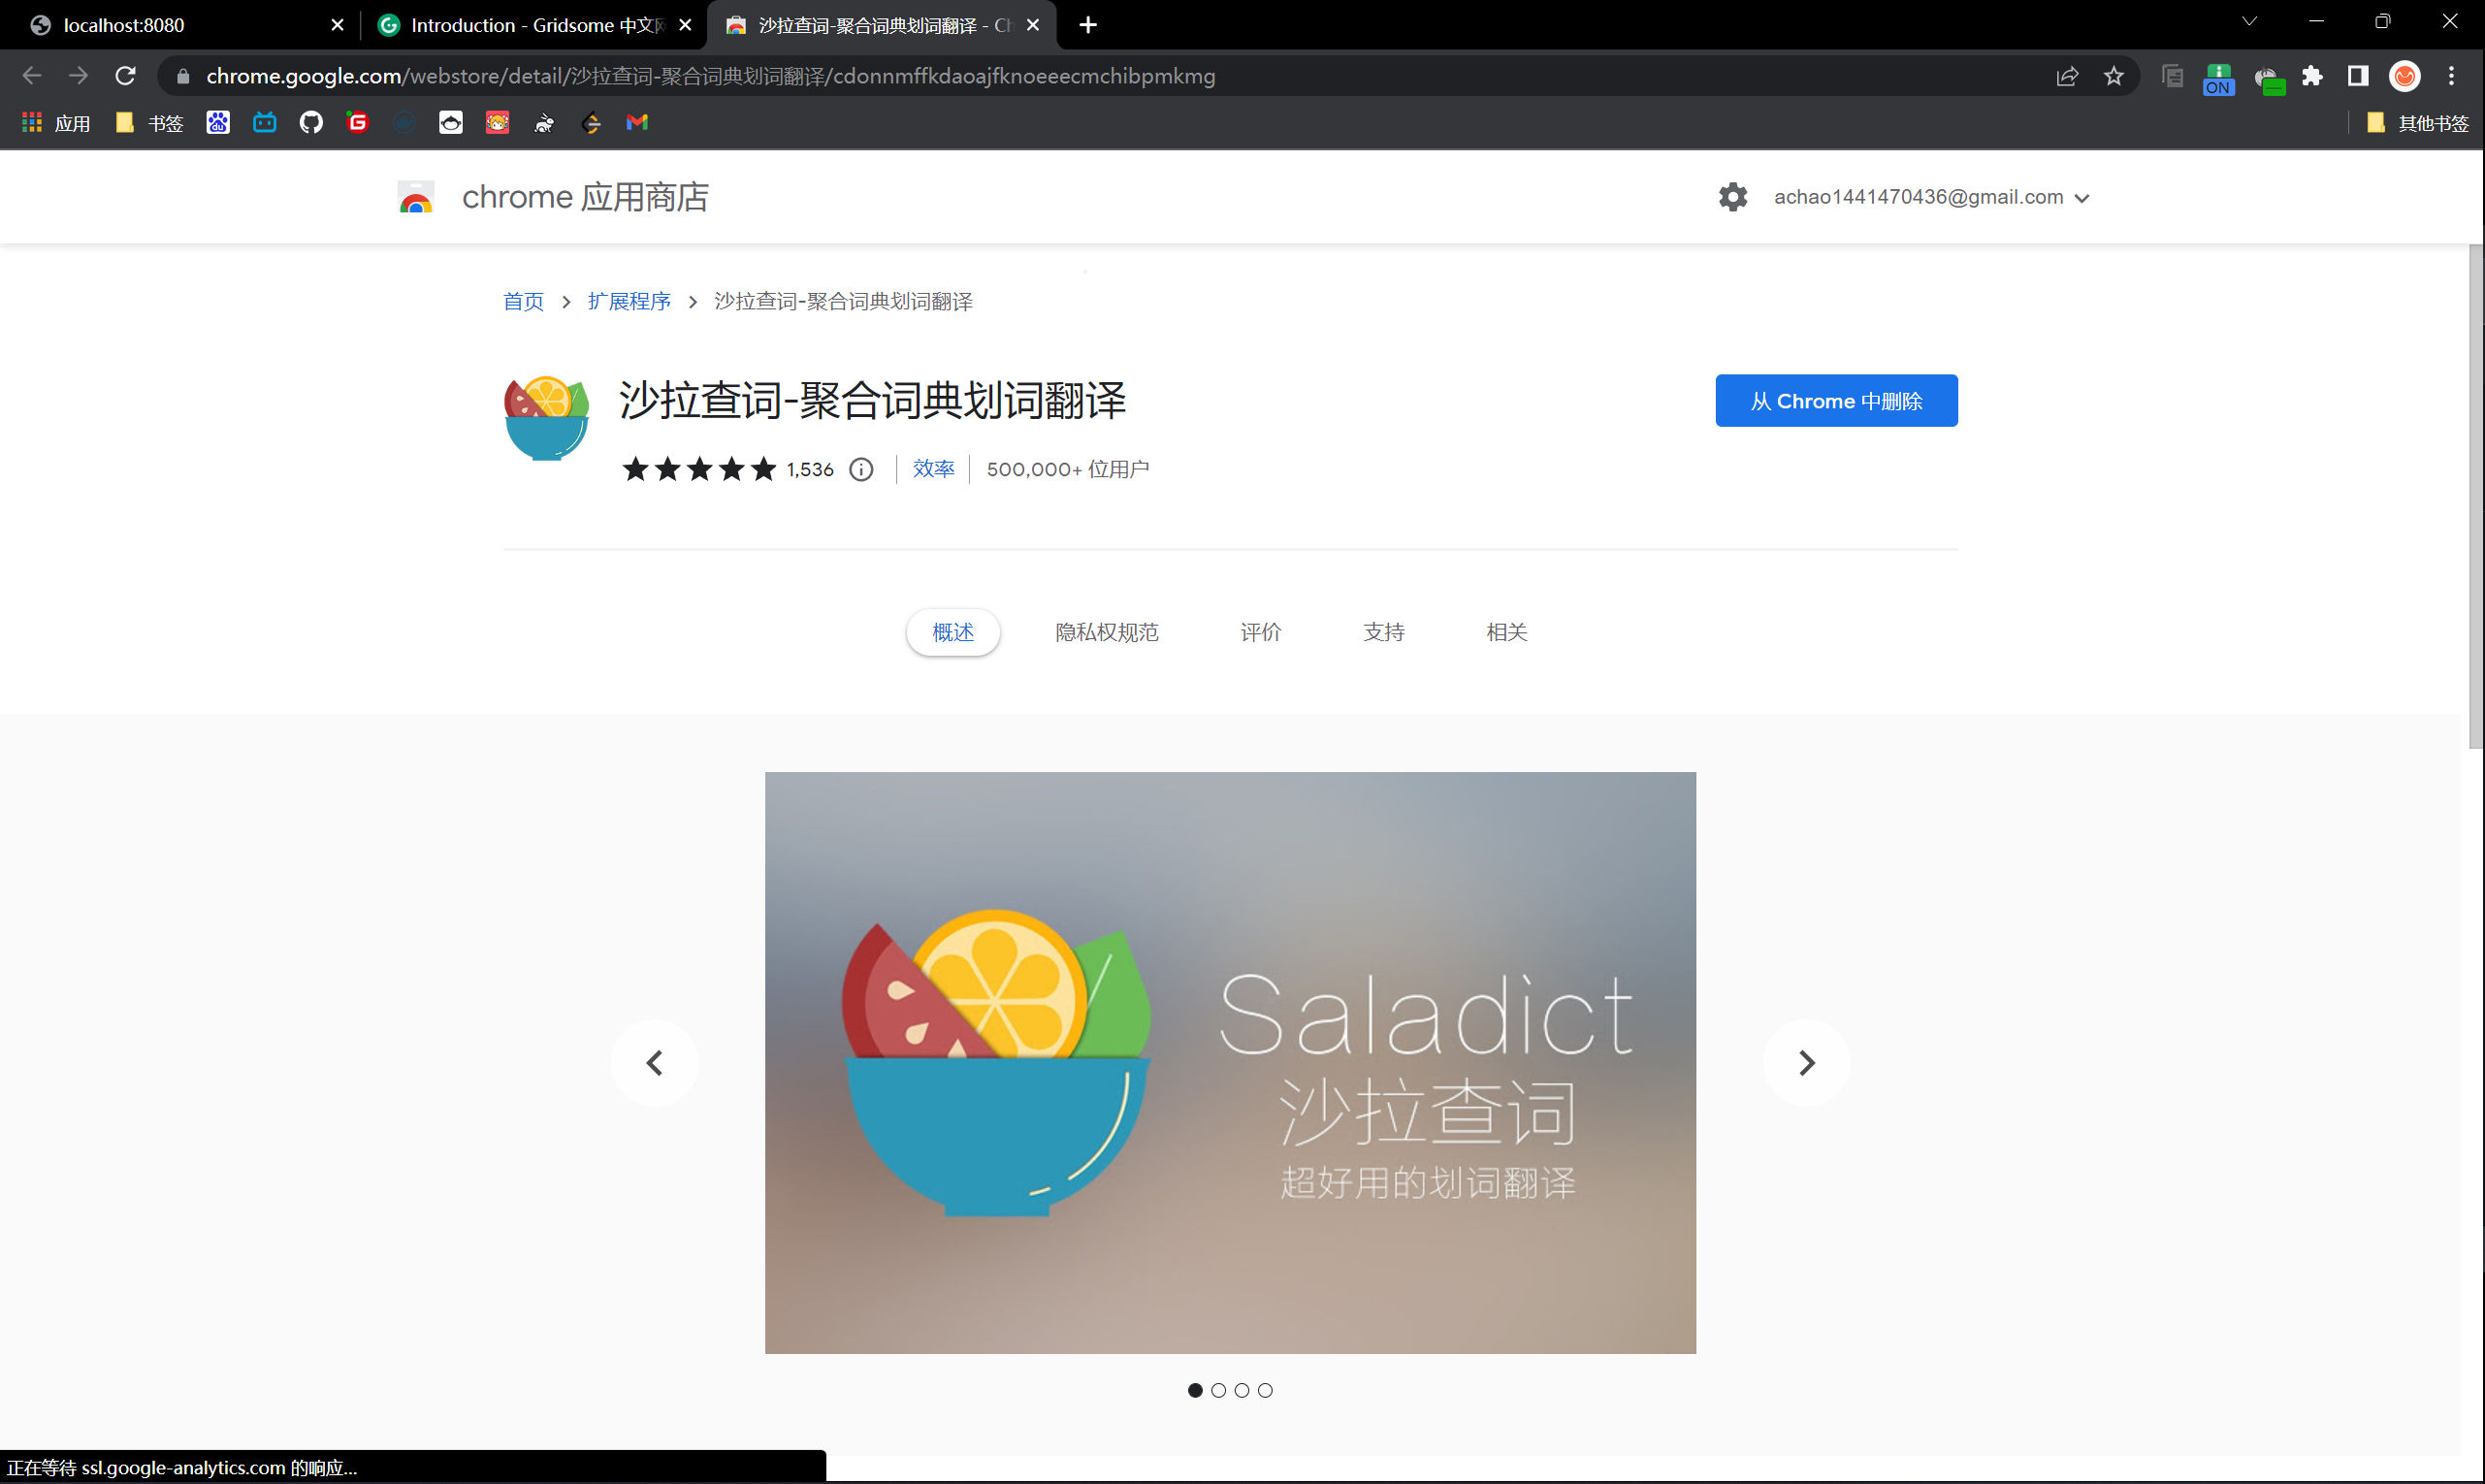 localhost:8080
Introduction - Gridsome 中文网
沙拉查词-聚合词典划词翻译 - Ch
chrome.google.com/webstore/detail/沙拉查词-聚合词典划词翻译/cdonnmffkdaoajfknoeeecmchibpmkmg
ON
应用
书签
du
其他书签
chrome 应用商店
achao1441470436@gmail.com
首页 > 扩展程序 > 沙拉查词-聚合词典划词翻译
沙拉查词-聚合词典划词翻译
从 Chrome 中删除
1,536
效率
500,000+ 位用户
概述
隐私权规范
评价
支持
相关
Saladict
沙拉查词
超好用的划词翻译
正在等待 ssl.google-analytics.com 的响应...